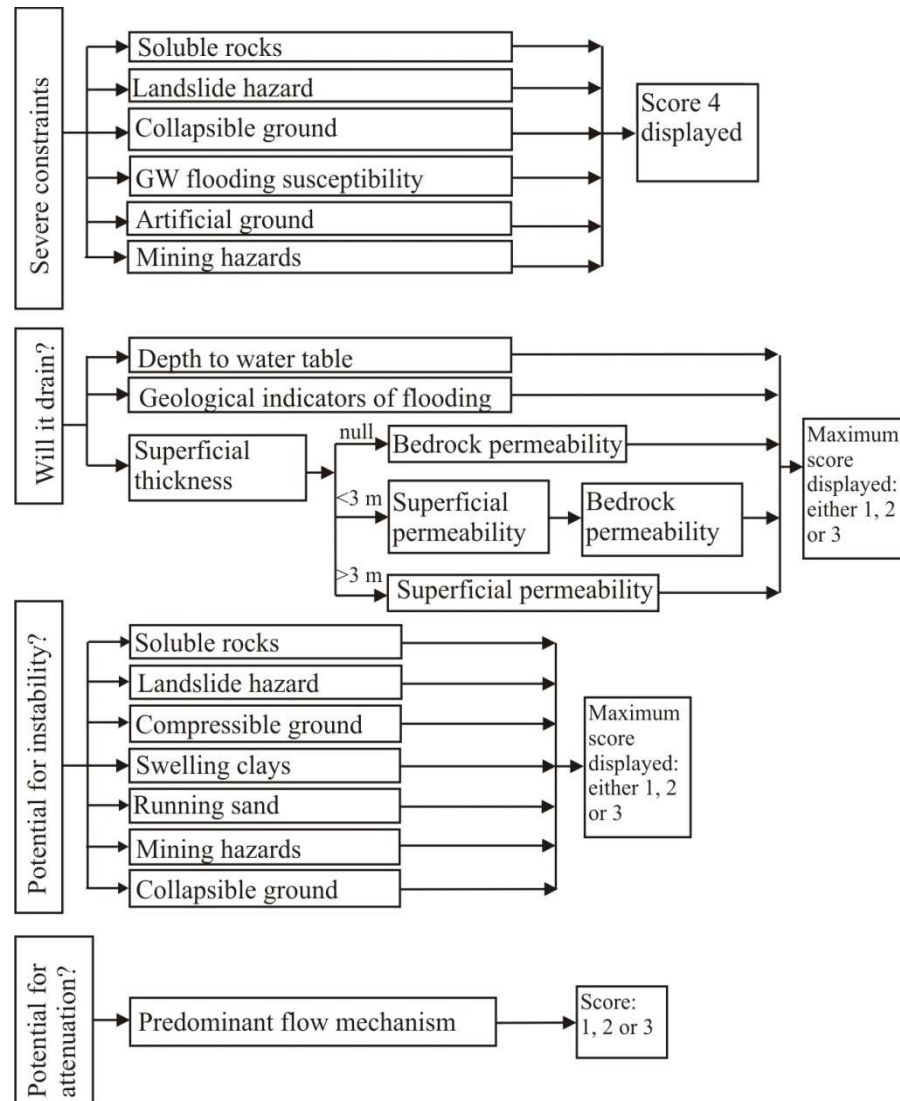 Severe constraints
Soluble rocks
Landslide hazard
Collapsible ground
GW flooding susceptibility
Artificial ground
Mining hazards
Score 4
displayed
Will it drain?
Depth to water table
Geological indicators of flooding
Superficial
thickness
null
Bedrock permeability
<3 m
Superficial
permeability
Bedrock
permeability
>3 m
Superficial permeability
Maximum
score
displayed:
either 1, 2
or 3
Potential for instability?
Soluble rocks
Landslide hazard
Compressible ground
Swelling clays
Running sand
Mining hazards
Collapsible ground
Maximum
score
displayed:
either 1, 2
or 3
Potential for
attenuation?
Predominant flow mechanism
Score:
1, 2 or 3